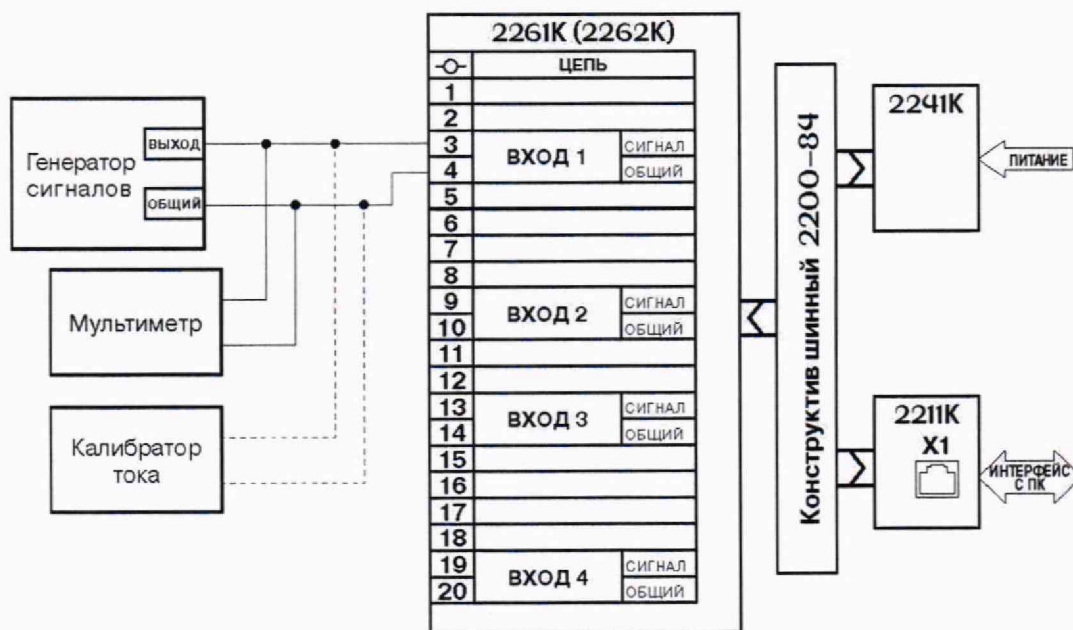 2261К (2262К)
ЦЕПЬ
1
2
3
4
5
6
7
8
9
10
11
12
13
14
15
16
17
18
19
20
ВХОД 1
СИГНАЛ
ОБЩИЙ
ВХОД 2
СИГНАЛ
ОБЩИЙ
ВХОД 3
СИГНАЛ
ОБЩИЙ
ВХОД 4
СИГНАЛ
ОБЩИЙ
Генератор
сигналов
ВЫХОД
ОБЩИЙ
Мультиметр
Калибратор
тока
Конструктив шинный 2200-84
2241К
ПИТАНИЕ
2211К
X1
ИНТЕРФЕЙС
С ПК